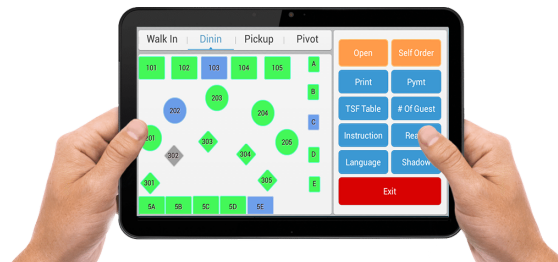 Walk In Dinin Pickup Pivot
Open Self Order
101 102 103 104 105 A
Print Pymt
203 B
202 204
TSF Table # Of Guest
C
201 303 205
Instruction
302 304 D
Language Shadow
301 305 E
Exit
5A 5B 5C 5D 5E